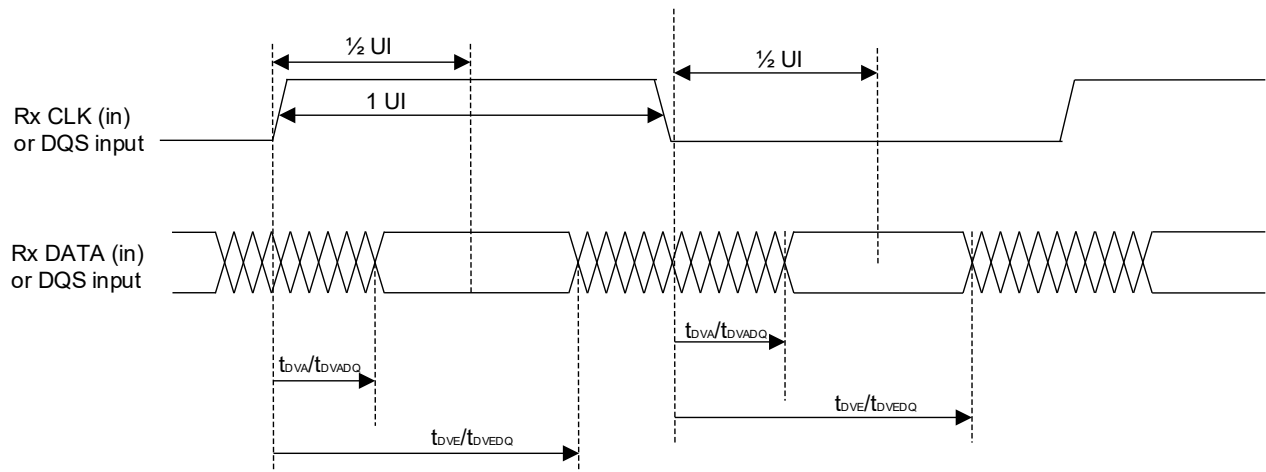 ½ UI
½ UI
1 UI
Rx CLK (in)
or DQS input
Rx DATA (in)
or DQS input
tDVA/tDVADQ
tDVA/tDVADQ
tDVE/tDVEDQ
tDVE/tDVEDQ